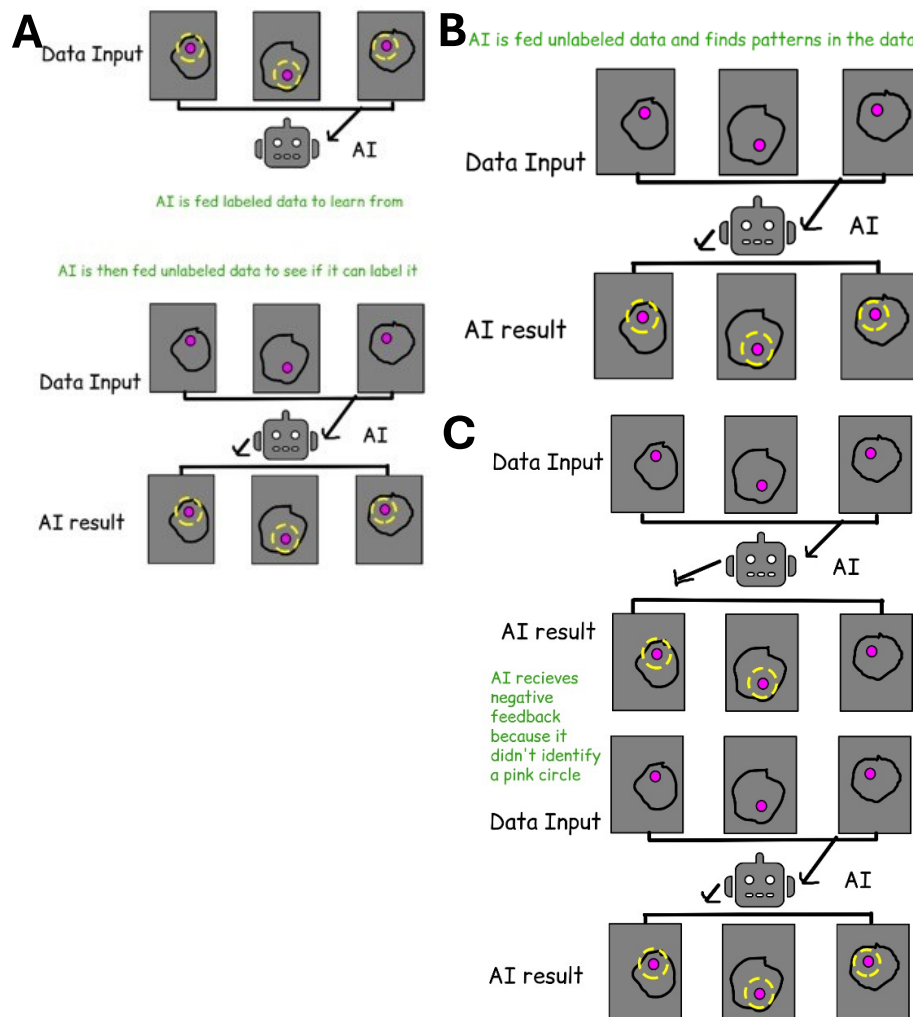 A
Data Input
AI
AI is fed labeled data to learn from
AI is then fed unlabeled data to see if it can label it
Data Input
AI
AI result
B
AI is fed unlabeled data and finds patterns in the data
Data Input
AI
AI result
C
Data Input
AI
AI result
AI recieves
negative
feedback
because it
didn't identify
a pink circle
Data Input
AI
AI result